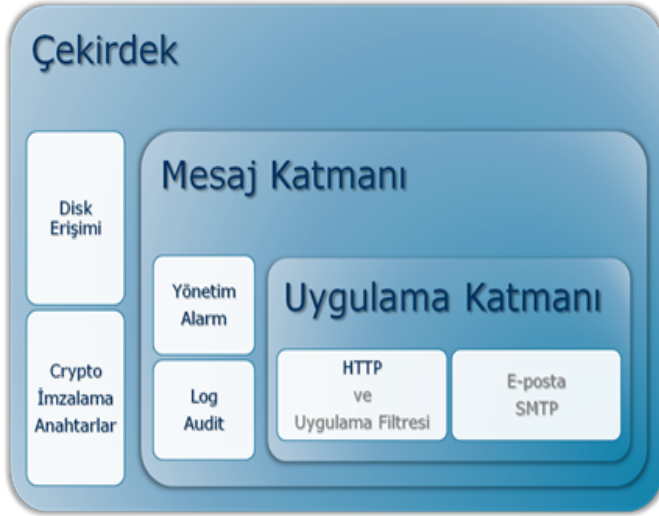 Çekirdek
Disk
Erişimi
Crypto
İmzalama
Anahtarlar
Mesaj Katmanı
Yönetim
Alarm
Log
Audit
Uygulama Katmanı
HTTP
ve
Uygulama Filtresi
E-posta
SMTP